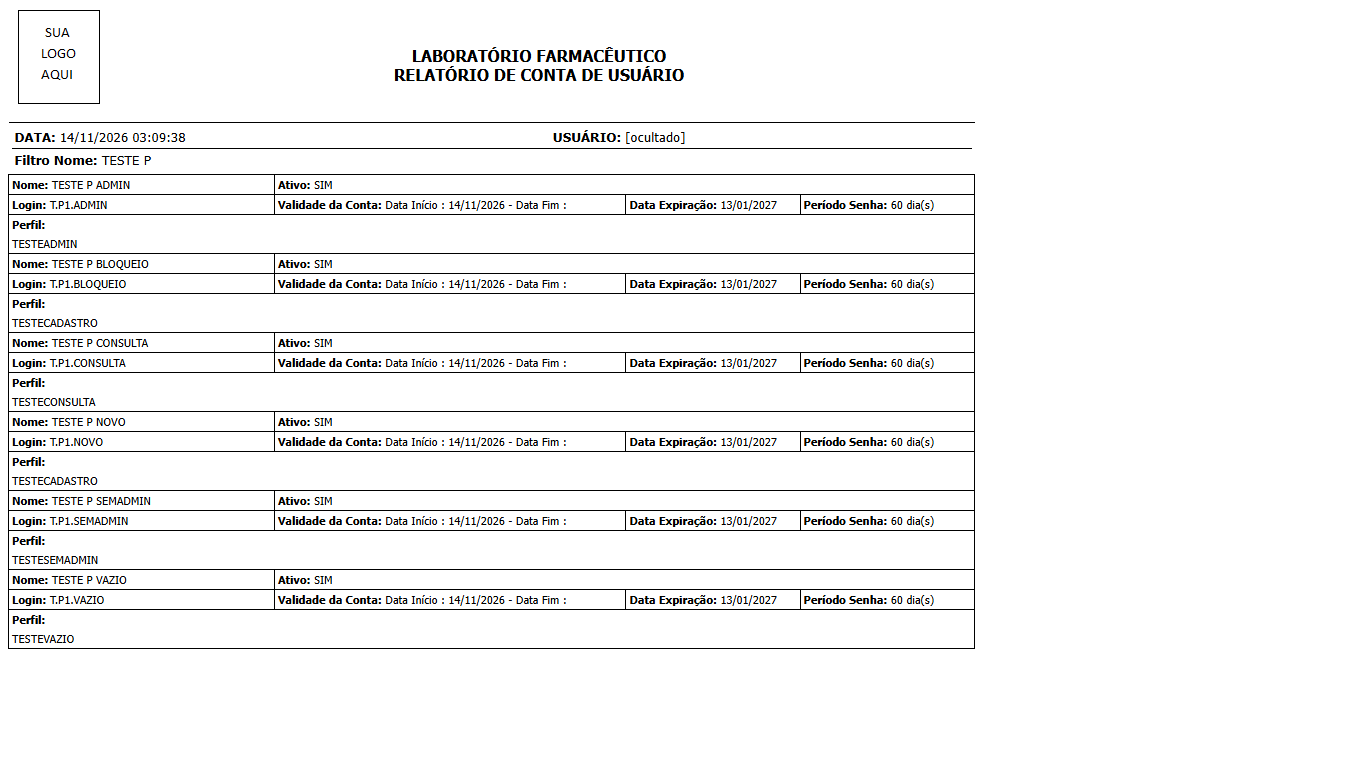 SUA
LOGO
AQUI
LABORATÓRIO FARMACÊUTICO
RELATÓRIO DE CONTA DE USUÁRIO
DATA: 14/11/2026 03:09:38 USUÁRIO: [ocultado]
Filtro Nome: TESTE P
Nome: TESTE P ADMIN Ativo: SIM
Login: T.P1.ADMIN Validade da Conta: Data Início : 14/11/2026 - Data Fim : Data Expiração: 13/01/2027 Período Senha: 60 dia(s)
Perfil:
TESTEADMIN
Nome: TESTE P BLOQUEIO Ativo: SIM
Login: T.P1.BLOQUEIO Validade da Conta: Data Início : 14/11/2026 - Data Fim : Data Expiração: 13/01/2027 Período Senha: 60 dia(s)
Perfil:
TESTECADASTRO
Nome: TESTE P CONSULTA Ativo: SIM
Login: T.P1.CONSULTA Validade da Conta: Data Início : 14/11/2026 - Data Fim : Data Expiração: 13/01/2027 Período Senha: 60 dia(s)
Perfil:
TESTECONSULTA
Nome: TESTE P NOVO Ativo: SIM
Login: T.P1.NOVO Validade da Conta: Data Início : 14/11/2026 - Data Fim : Data Expiração: 13/01/2027 Período Senha: 60 dia(s)
Perfil:
TESTECADASTRO
Nome: TESTE P SEMADMIN Ativo: SIM
Login: T.P1.SEMADMIN Validade da Conta: Data Início : 14/11/2026 - Data Fim : Data Expiração: 13/01/2027 Período Senha: 60 dia(s)
Perfil:
TESTESEMADMIN
Nome: TESTE P VAZIO Ativo: SIM
Login: T.P1.VAZIO Validade da Conta: Data Início : 14/11/2026 - Data Fim : Data Expiração: 13/01/2027 Período Senha: 60 dia(s)
Perfil:
TESTEVAZIO